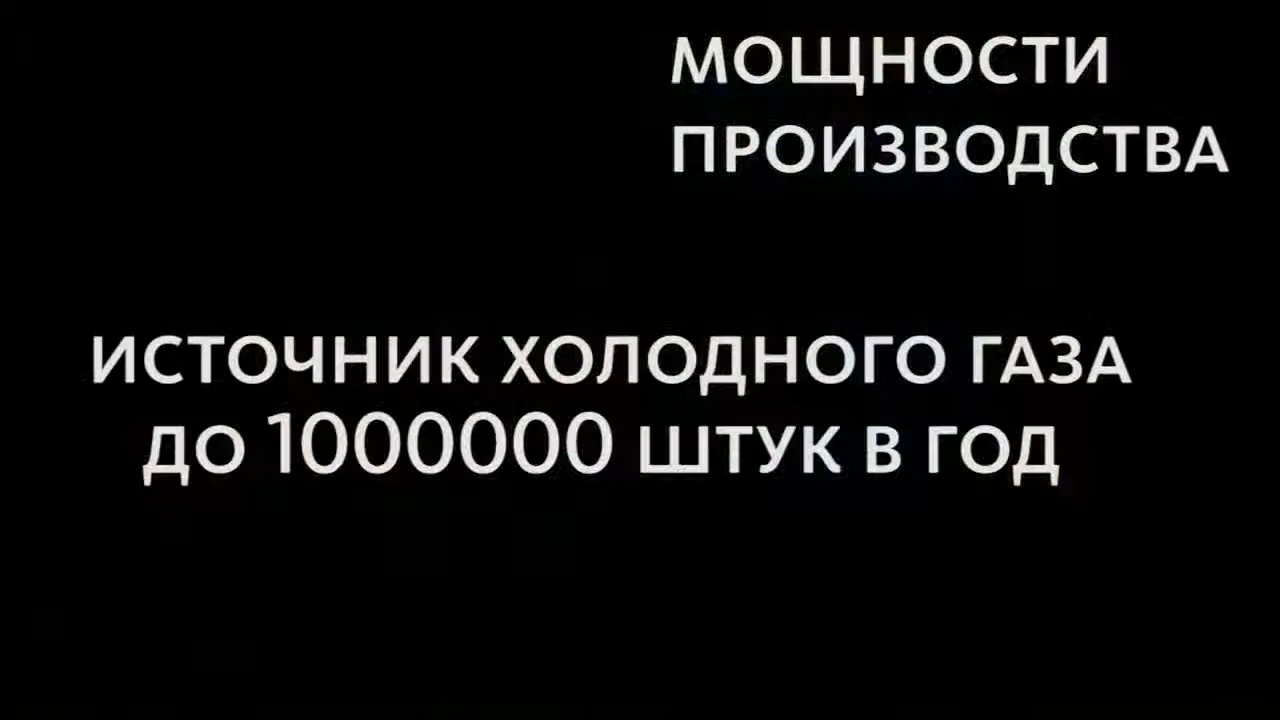 МОЩНОСТИ
ПРОИЗВОДСТВА
ИСТОЧНИК ХОЛОДНОГО ГАЗА
ДО 1000000 ШТУК В ГОД